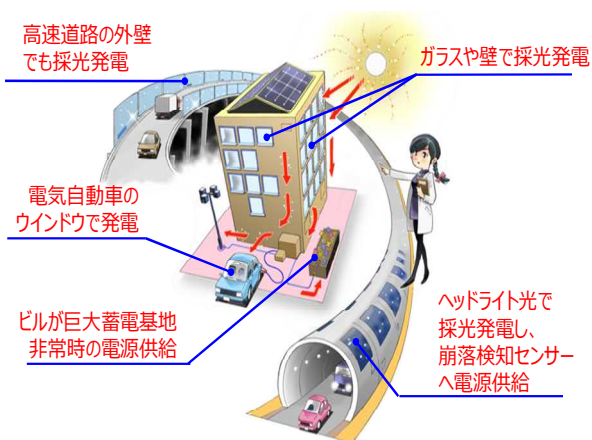 高速道路の外壁
でも採光発電
ガラスや壁で採光発電
電気自動車の
ウインドウで発電
ビルが巨大蓄電基地
非常時の電源供給
ヘッドライト光で
採光発電し、
崩落検知センサー
へ電源供給